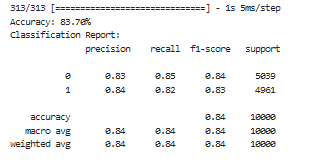 313/313 [==============================] - 1s 5ms/step
Accuracy: 83.70%
Classification Report:
precision recall f1-score support
0 0.83 0.85 0.84 5039
1 0.84 0.82 0.83 4961
accuracy 0.84 10000
macro avg 0.84 0.84 0.84 10000
weighted avg 0.84 0.84 0.84 10000